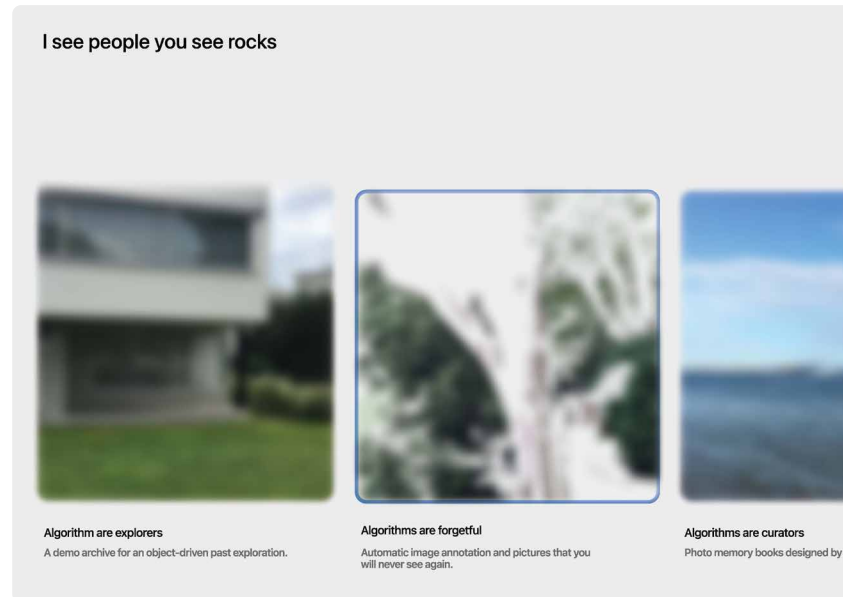 I see people you see rocks
Algorithm are explorers
A demo archive for an object-driven past exploration.
Algorithms are forgetful
Automatic image annotation and pictures that you
will never see again.
Algorithms are curators
Photo memory books designed by